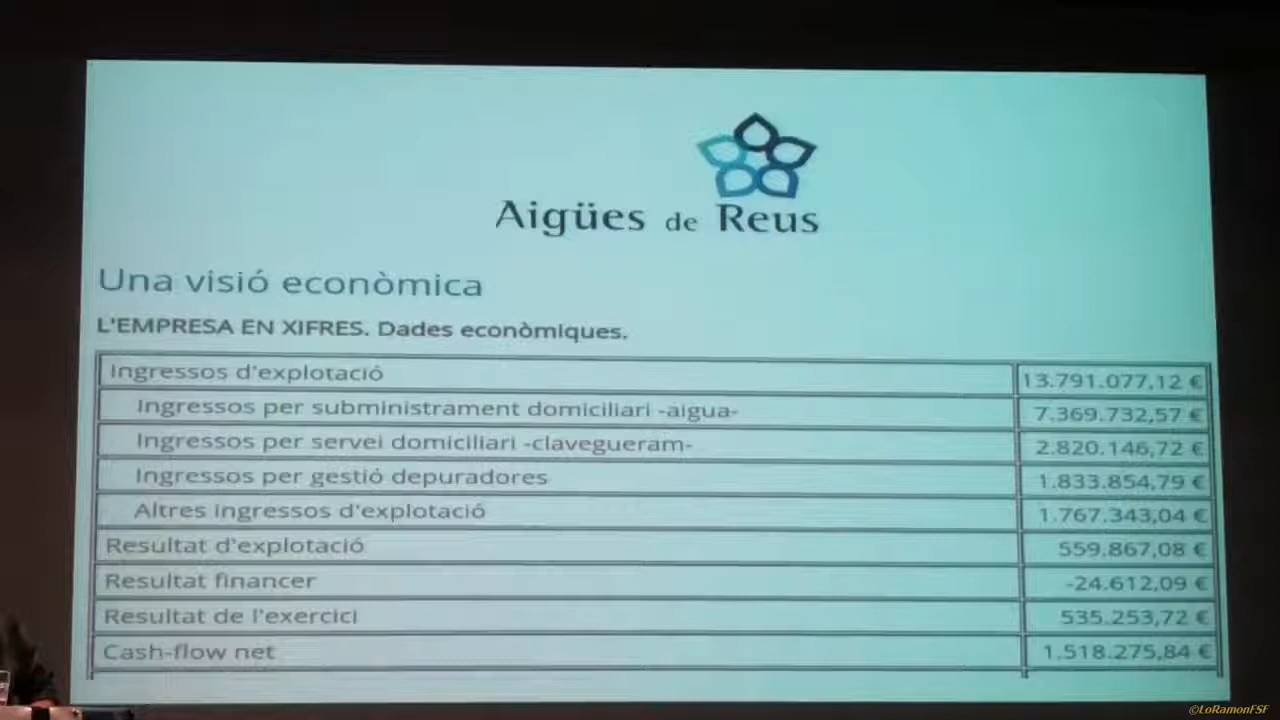 Aigües de Reus
Una visió econòmica
L'EMPRESA EN XIFRES. Dades econòmiques.
Ingressos d'explotació 13.791.077,12 €
Ingressos per subministrament domiciliari -aigua- 7.369.732,57 €
Ingressos per servei domiciliari -clavegueram- 2.820.146,72 €
Ingressos per gestió depuradores 1.833.854,79 €
Altres ingressos d'explotació 1.767.343,04 €
Resultat d'explotació 559.867,08 €
Resultat financer -24.612,09 €
Resultat de l'exercici 535.253,72 €
Cash-flow net 1.518.275,84 €
©LoRamonFSF